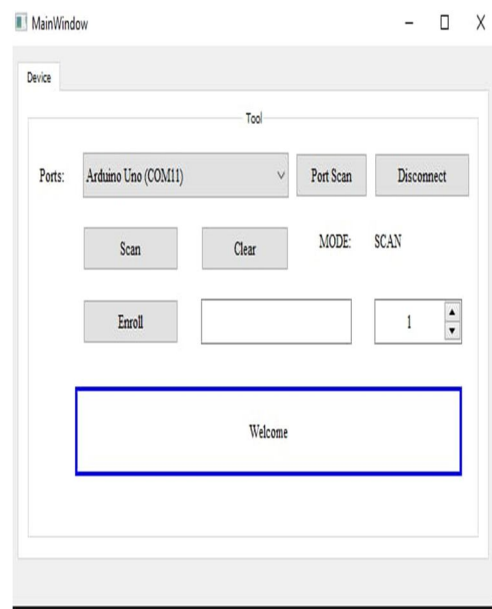 MainWindow
Device
Tool
Ports: Arduino Uno (COM11) Port Scan Disconnect
Scan Clear MODE: SCAN
Enroll 1
Welcome